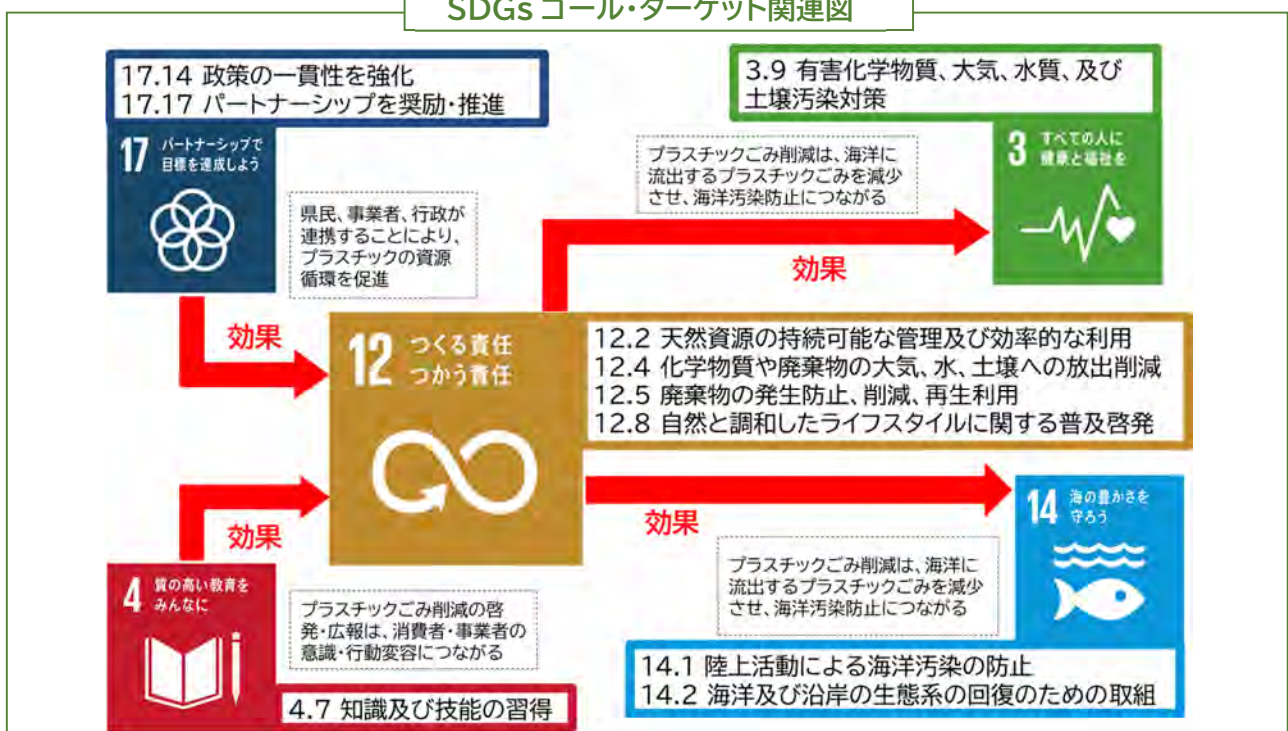 SDGs ゴール・ターゲット関連図
17.14 政策の一貫性を強化
17.17 パートナーシップを奨励・推進
17 パートナーシップで
目標を達成しよう
県民、事業者、行政が
連携することにより、
プラスチックの資源
循環を促進
効果
3.9 有害化学物質、大気、水質、及び
土壌汚染対策
3 すべての人に
健康と福祉を
プラスチックごみ削減は、海洋に
流出するプラスチックごみを減少
させ、海洋汚染防止につながる
効果
12 つくる責任
つかう責任
12.2 天然資源の持続可能な管理及び効率的な利用
12.4 化学物質や廃棄物の大気、水、土壌への放出削減
12.5 廃棄物の発生防止、削減、再生利用
12.8 自然と調和したライフスタイルに関する普及啓発
効果
4 質の高い教育を
みんなに
プラスチックごみ削減の啓
発・広報は、消費者・事業者の
意識・行動変容につながる
4.7 知識及び技能の習得
効果
14 海の豊かさを
守ろう
プラスチックごみ削減は、海洋に
流出するプラスチックごみを減少
させ、海洋汚染防止につながる
14.1 陸上活動による海洋汚染の防止
14.2 海洋及び沿岸の生態系の回復のための取組